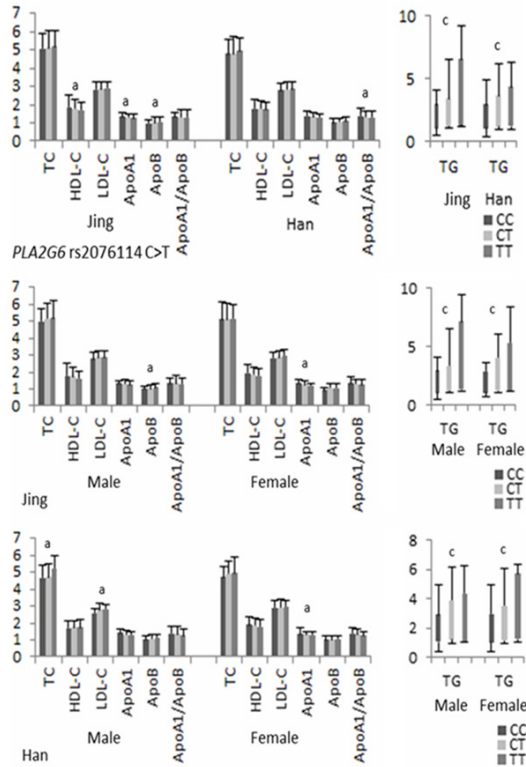 7
6
5
4
3
2
1
0
a
a
a
a
TC
HDL-C
LDL-C
ApoA1
ApoB
ApoA1/ApoB
TC
HDL-C
LDL-C
ApoA1
ApoB
ApoA1/ApoB
Jing
Han
10
5
0
c
c
TG TG
Jing Han
CC
CT
TT
PLA2G6 rs2076114 C>T
7
6
5
4
3
2
1
0
a
a
TC
HDL-C
LDL-C
ApoA1
ApoB
ApoA1/ApoB
TC
HDL-C
LDL-C
ApoA1
ApoB
ApoA1/ApoB
Male
Female
Jing
10
5
0
c
c
TG TG
Male Female
CC
CT
TT
7
6
5
4
3
2
1
0
a
a
a
TC
HDL-C
LDL-C
ApoA1
ApoB
ApoA1/ApoB
TC
HDL-C
LDL-C
ApoA1
ApoB
ApoA1/ApoB
Male
Female
Han
8
6
4
2
0
c
c
TG TG
Male Female
CC
CT
TT